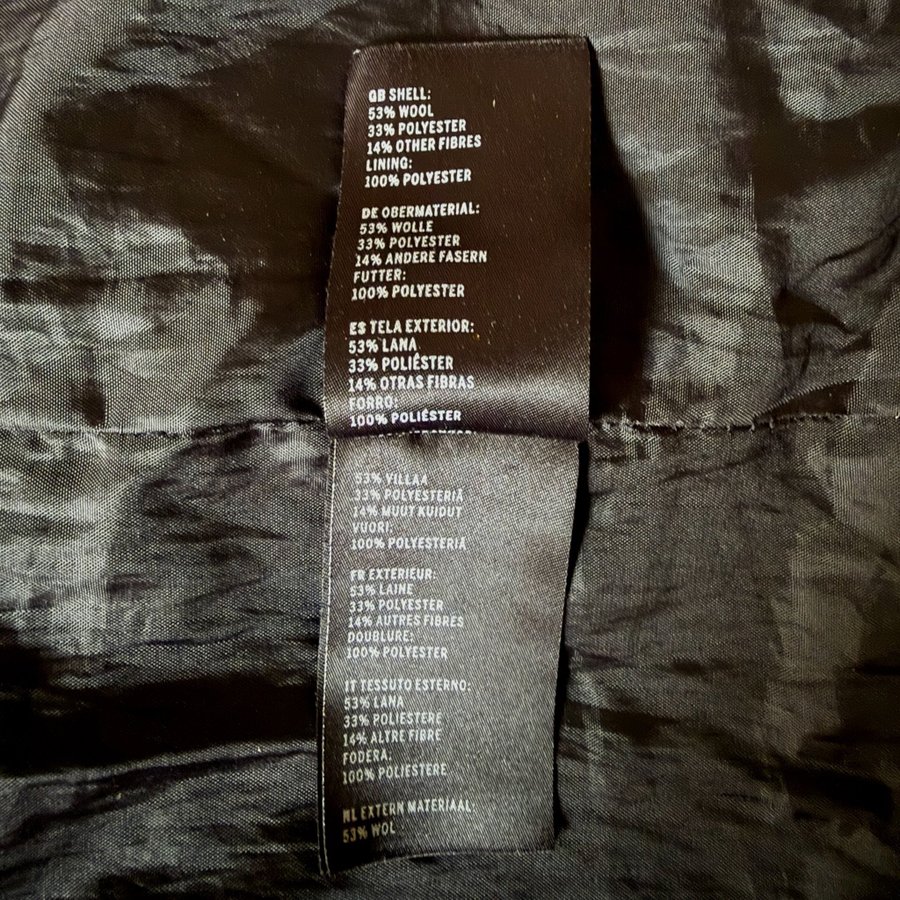 GB SHELL:
53% WOOL
33% POLYESTER
14% OTHER FIBRES
LINING:
100% POLYESTER
DE OBERMATERIAL:
53% WOLLE
33% POLYESTER
14% ANDERE FASERN
FUTTER:
100% POLYESTER
ES TELA EXTERIOR:
53% LANA
33% POLIÉSTER
14% OTRAS FIBRAS
FORRO:
100% POLIÉSTER
53% VILLAA
33% POLYESTERIÄ
14% MUUT KUIDUT
VUORI:
100% POLYESTERIÄ
FR EXTERIEUR:
53% LAINE
33% POLYESTER
14% AUTRES FIBRES
DOUBLURE:
100% POLYESTER
IT TESSUTO ESTERNO:
53% LANA
33% POLIESTERE
14% ALTRE FIBRE
FODERA:
100% POLIESTERE
NL EXTERN MATERIAAL:
53% WOL